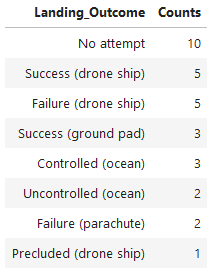 Landing_Outcome Counts
No attempt 10
Success (drone ship) 5
Failure (drone ship) 5
Success (ground pad) 3
Controlled (ocean) 3
Uncontrolled (ocean) 2
Failure (parachute) 2
Precluded (drone ship) 1